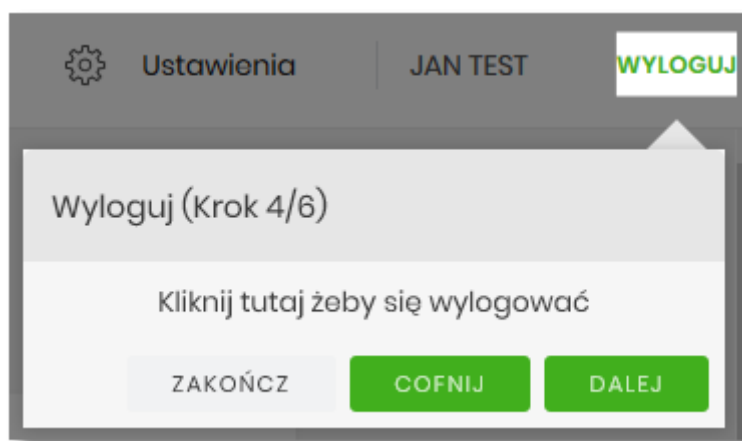 Ustawienia JAN TEST WYLOGUJ
Wyloguj (Krok 4/6)
Kliknij tutaj żeby się wylogować
ZAKOŃCZ COFNIJ DALEJ